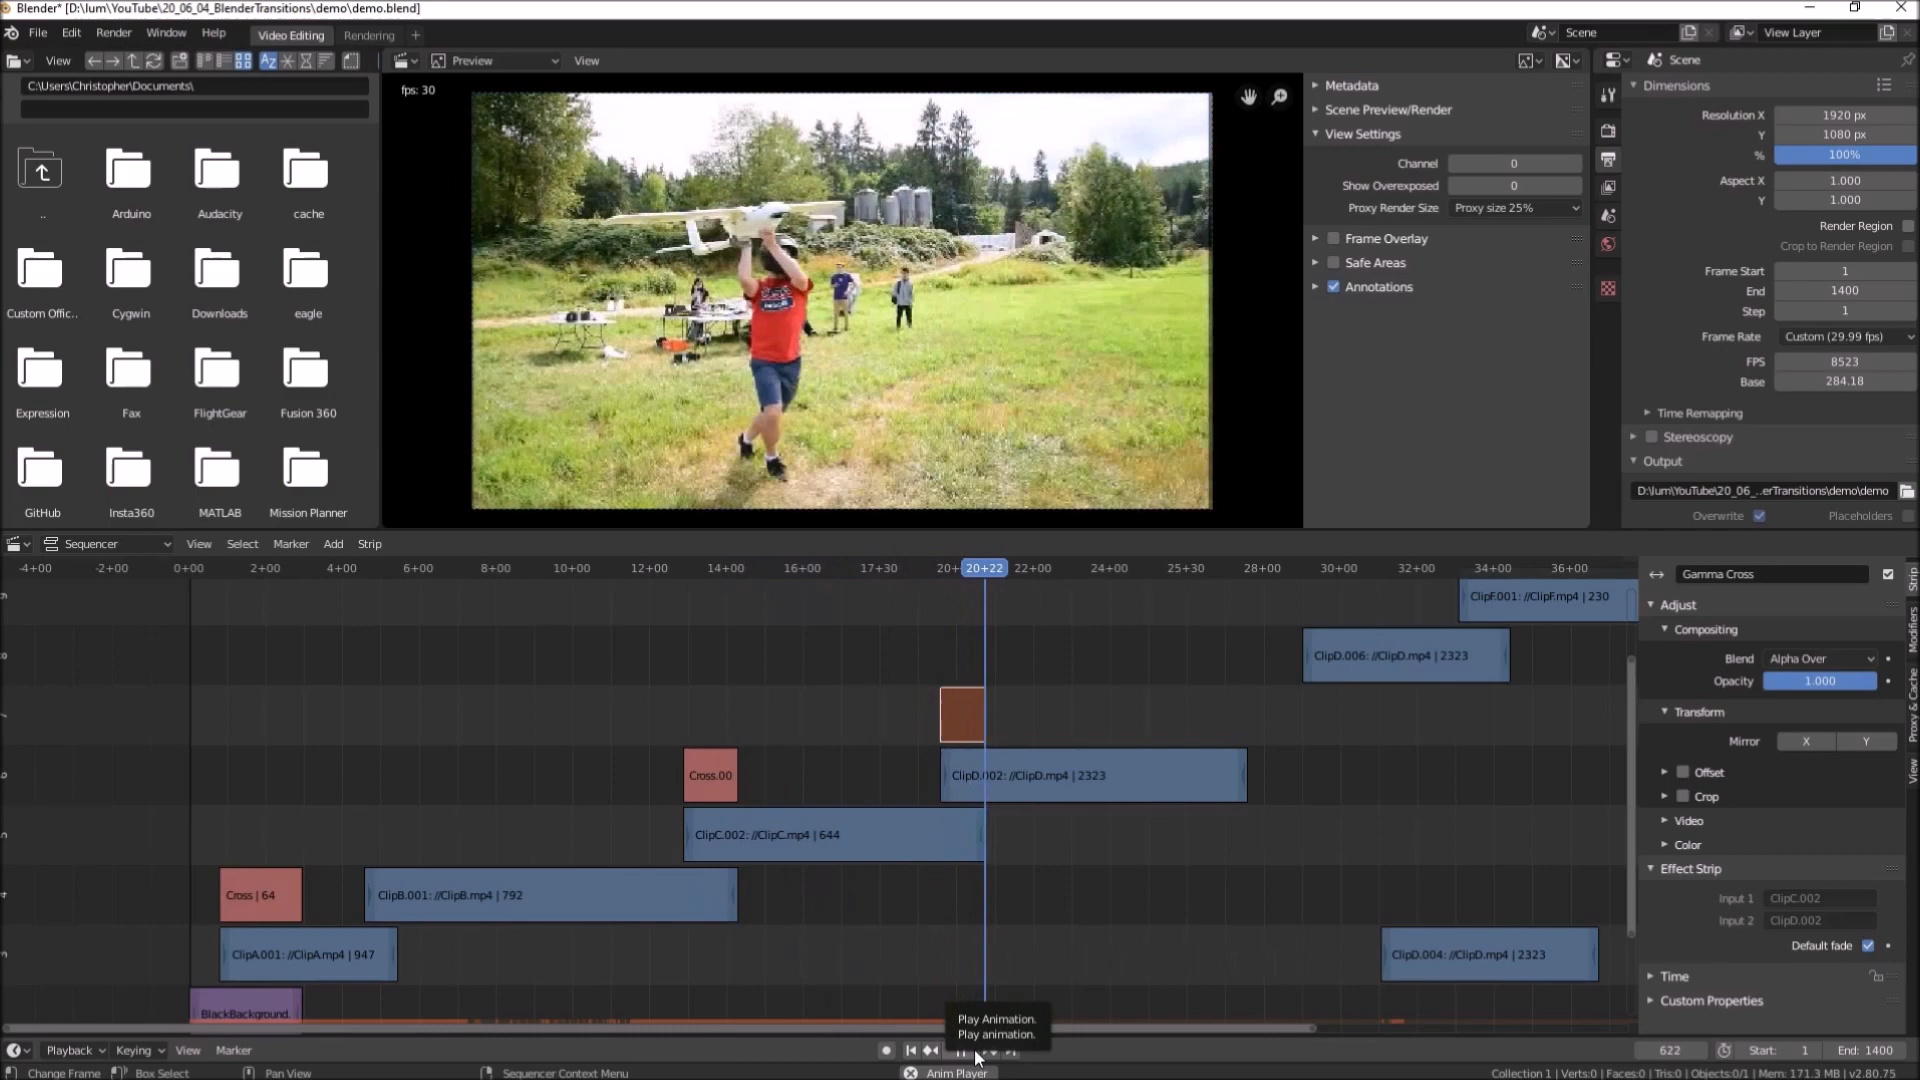 Blender* [D:\Ium\YouTube\20_06_04_BlenderTransitions\demo\demo.blend]
File Edit Render Window Help Video Editing Rendering + Scene View Layer
View Preview View Scene
C:\Users\Christopher\Documents\
.. Arduino Audacity cache
Custom Offic.. Cygwin Downloads eagle
Expression Fax FlightGear Fusion 360
GitHub Insta360 MATLAB Mission Planner
fps: 30
Metadata
Scene Preview/Render
View Settings
Channel 0
Show Overexposed 0
Proxy Render Size Proxy size 25%
Frame Overlay
Safe Areas
Annotations
Dimensions
Resolution X 1920 px
Y 1080 px
% 100%
Aspect X 1.000
Y 1.000
Render Region
Crop to Render Region
Frame Start 1
End 1400
Step 1
Frame Rate Custom (29.99 fps)
FPS 8523
Base 284.18
Time Remapping
Stereoscopy
Output
D:\Ium\YouTube\20_06_..erTransitions\demo\demo
Overwrite Placeholders
Sequencer View Select Marker Add Strip
-4+00 -2+00 0+00 2+00 4+00 6+00 8+00 10+00 12+00 14+00 16+00 17+30 20+22 22+00 24+00 25+30 28+00 30+00 32+00 34+00 36+00
ClipF.001: //ClipF.mp4 | 230
ClipD.006: //ClipD.mp4 | 2323
Cross.00 ClipD.002: //ClipD.mp4 | 2323
ClipC.002: //ClipC.mp4 | 644
Cross | 64 ClipB.001: //ClipB.mp4 | 792
ClipA.001: //ClipA.mp4 | 947 ClipD.004: //ClipD.mp4 | 2323
BlackBackground.
Gamma Cross
Adjust
Compositing
Blend Alpha Over
Opacity 1.000
Transform
Mirror X Y
Offset
Crop
Video
Color
Effect Strip
Input 1 ClipC.002
Input 2 ClipD.002
Default fade
Time
Custom Properties
Strip
Modifiers
Proxy & Cache
View
Play Animation.
Play animation.
Playback Keying View Marker 622 Start: 1 End: 1400
Change Frame Box Select Pan View Sequencer Context Menu Anim Player Collection 1 | Verts:0 | Faces:0 | Tris:0 | Objects:0/1 | Mem: 171.3 MB | v2.80.75